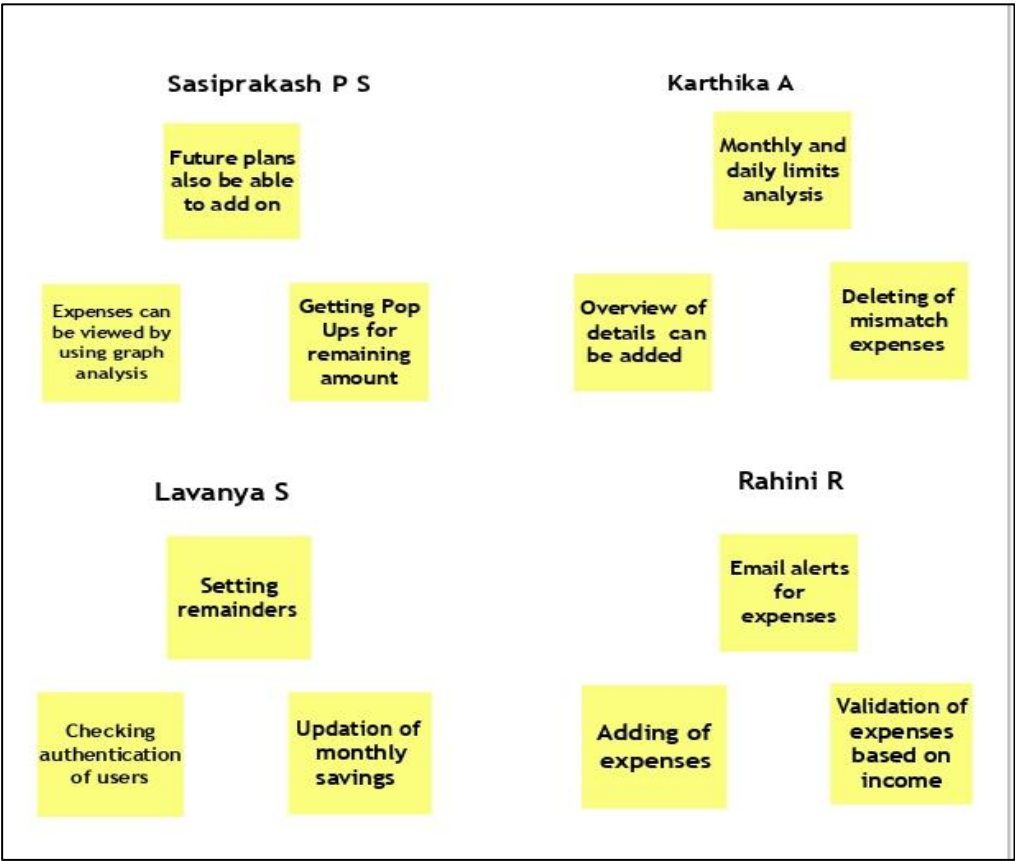 Sasiprakash P S
Future plans
also be able
to add on
Expenses can
be viewed by
using graph
analysis
Getting Pop
Ups for
remaining
amount
Karthika A
Monthly and
daily limits
analysis
Overview of
details can
be added
Deleting of
mismatch
expenses
Lavanya S
Setting
remainders
Checking
authentication
of users
Updation of
monthly
savings
Rahini R
Email alerts
for
expenses
Adding of
expenses
Validation of
expenses
based on
income